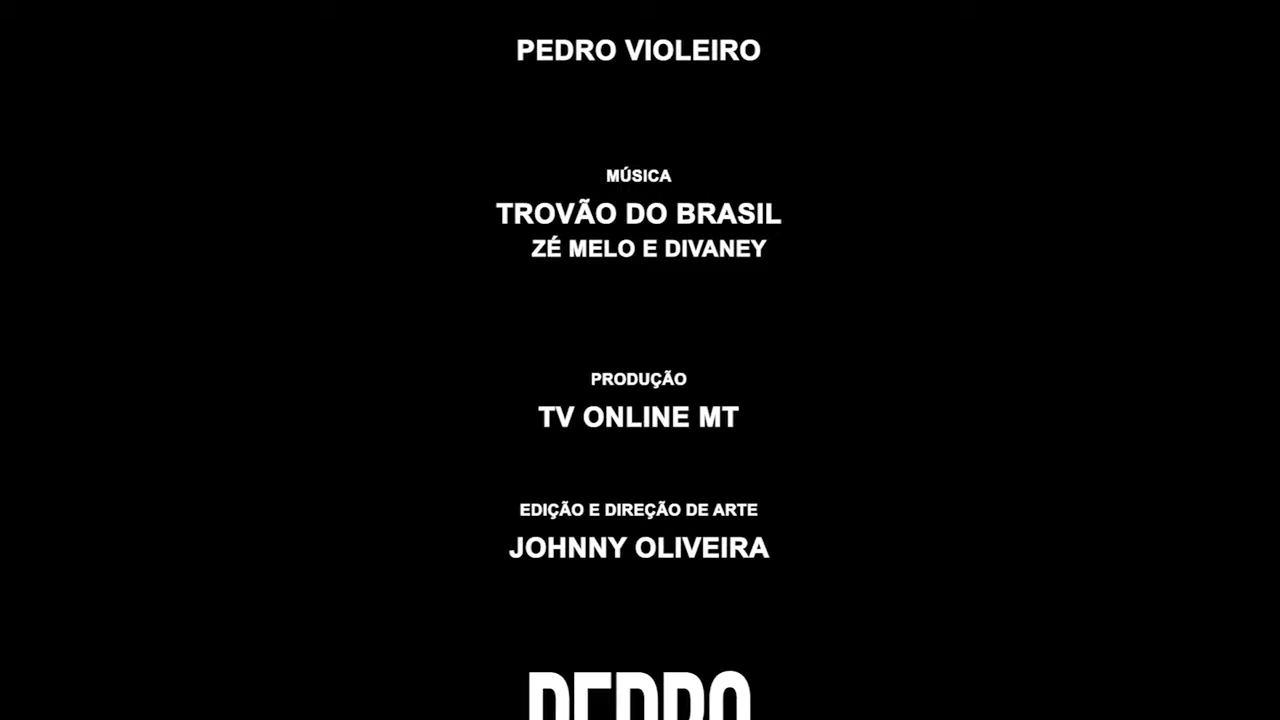 PEDRO VIOLEIRO
MÚSICA
TROVÃO DO BRASIL
ZÉ MELO E DIVANEY
PRODUÇÃO
TV ONLINE MT
EDIÇÃO E DIREÇÃO DE ARTE
JOHNNY OLIVEIRA
PEDRO